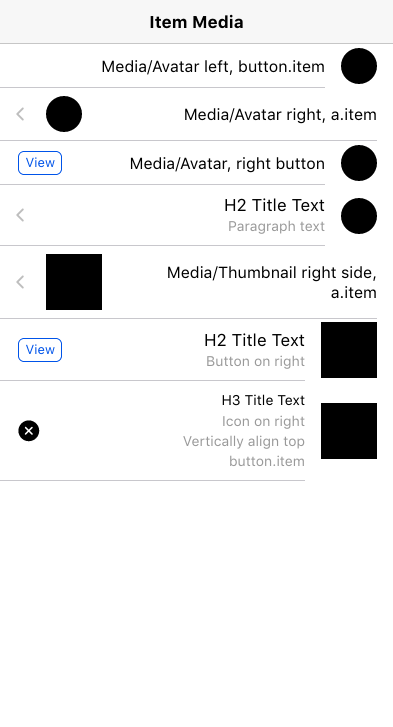 Item Media
Media/Avatar left, button.item
Media/Avatar right, a.item
View
Media/Avatar, right button
H2 Title Text
Paragraph text
Media/Thumbnail right side,
a.item
View
H2 Title Text
Button on right
H3 Title Text
Icon on right
Vertically align top
button.item